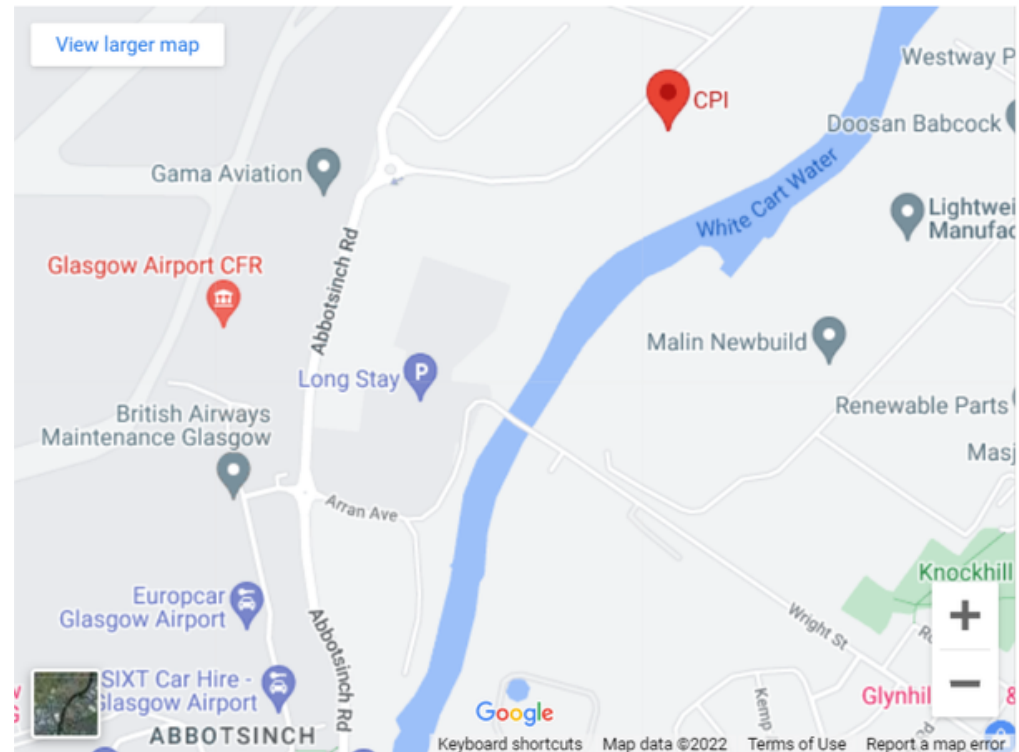 View larger map
Westway P
CPI
Doosan Babcock
Gama Aviation
White Cart Water
Lightwei
Manufac
Glasgow Airport CFR
Abbotsinch Rd
Malin Newbuild
Long Stay
P
Renewable Parts
British Airways
Maintenance Glasgow
Masj
Arran Ave
Knockhill
Europcar
Glasgow Airport
Wright St
Abbotsinch Rd
SIXT Car Hire -
Glasgow Airport
Glynhil
&
Kemp
Rd
Google
ABBOTSINCH
Keyboard shortcuts
Map data ©2022
Terms of Use
Report a map error